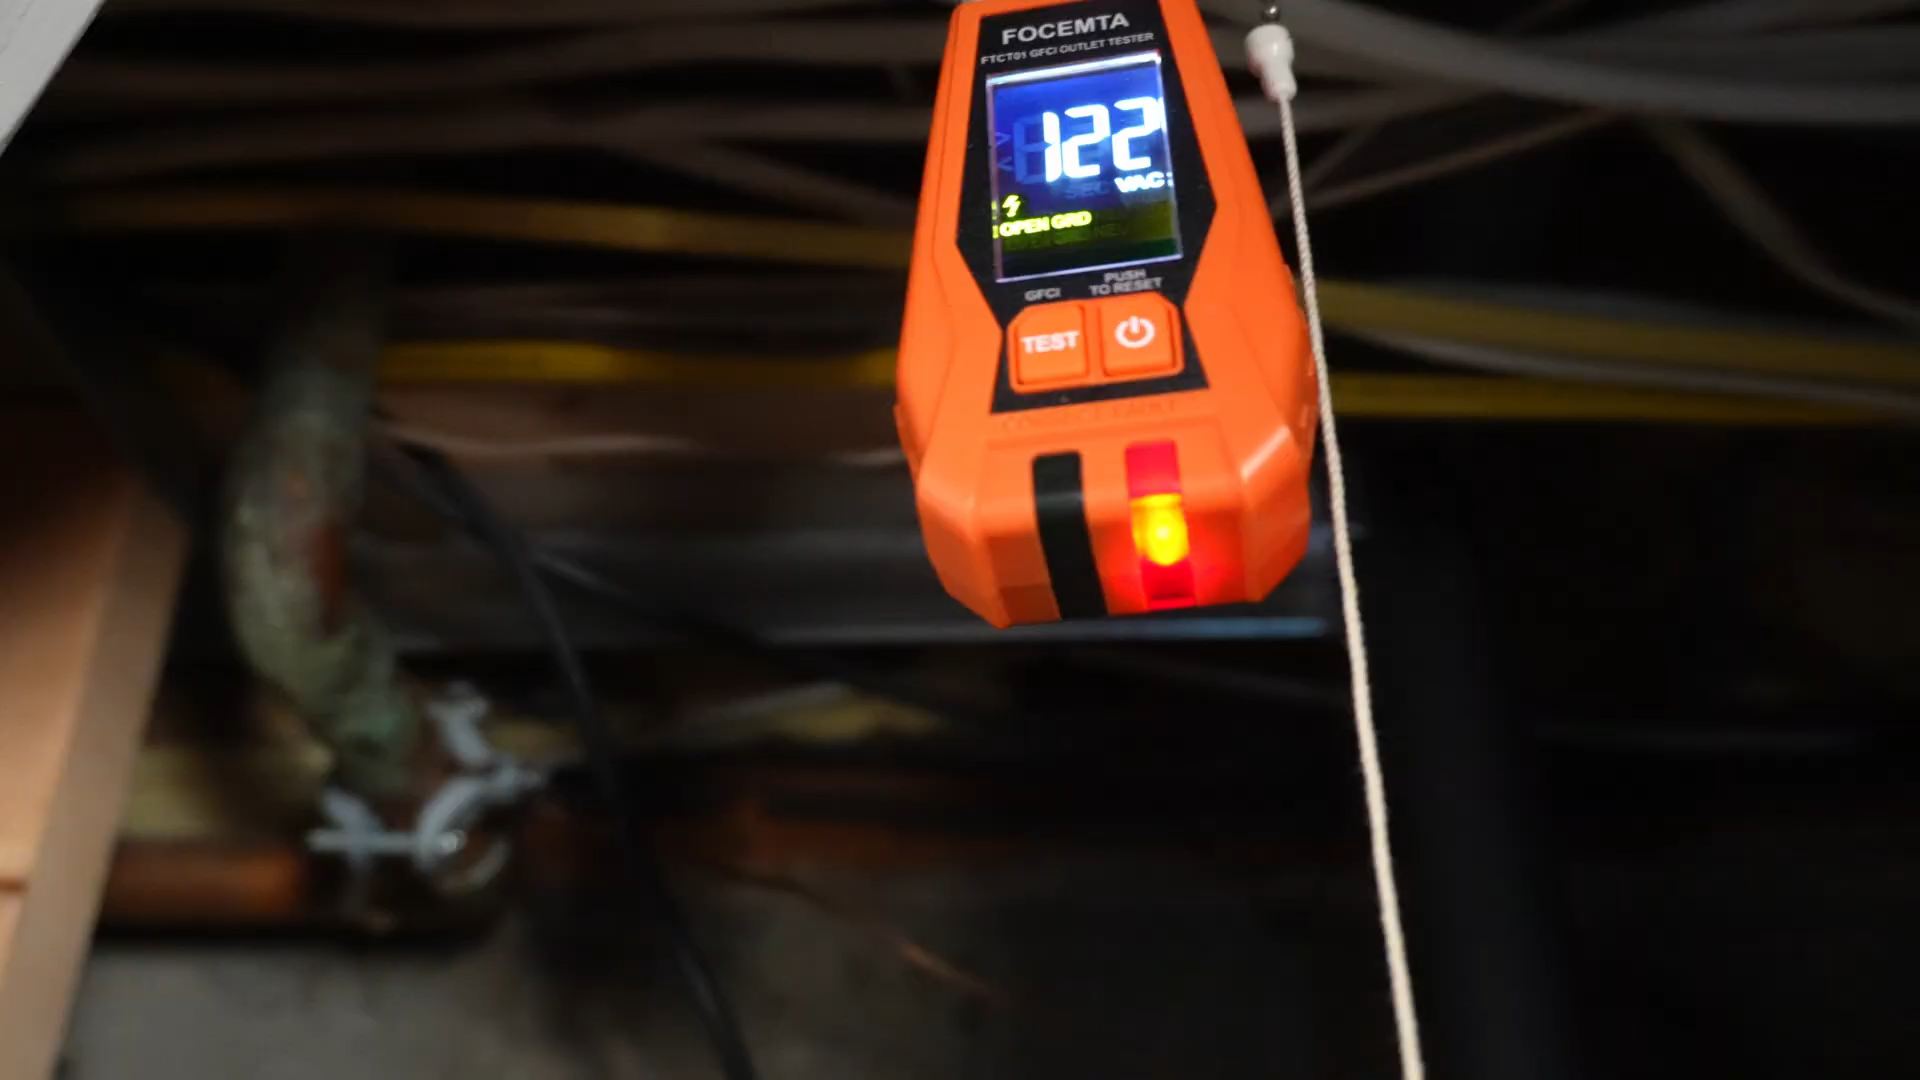 FOCEMTA
FTCT01 GFCI OUTLET TESTER
122
VAC
OPEN GRD
GFCI
PUSH
TO RESET
TEST